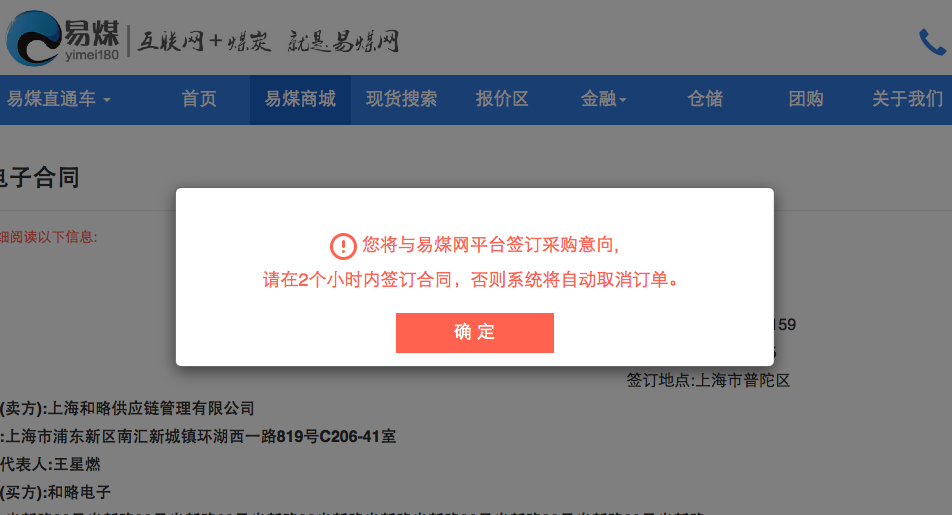 易煤
yimei180
互联网+煤炭 就是易煤网
易煤直通车 首页 易煤商城 现货搜索 报价区 金融 仓储 团购 关于我们
电子合同
细阅读以下信息:
您将与易煤网平台签订采购意向,
请在2个小时内签订合同，否则系统将自动取消订单。
确 定
159
签订地点:上海市普陀区
(卖方):上海和略供应链管理有限公司
:上海市浦东新区南汇新城镇环湖西一路819号C206-41室
代表人:王星燃
(买方):和略电子